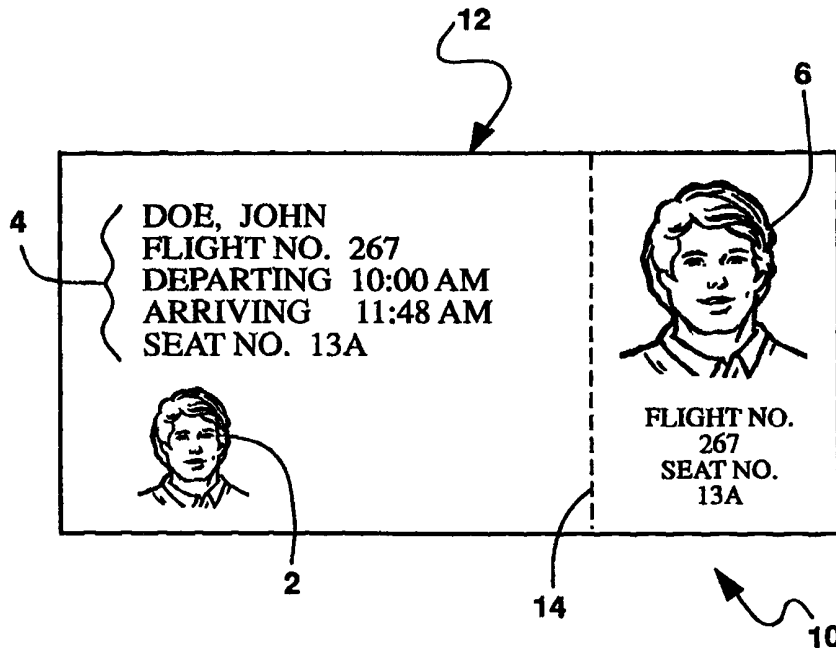 12
6
4
DOE, JOHN
FLIGHT NO. 267
DEPARTING 10:00 AM
ARRIVING 11:48 AM
SEAT NO. 13A
FLIGHT NO.
267
SEAT NO.
13A
2
14
10